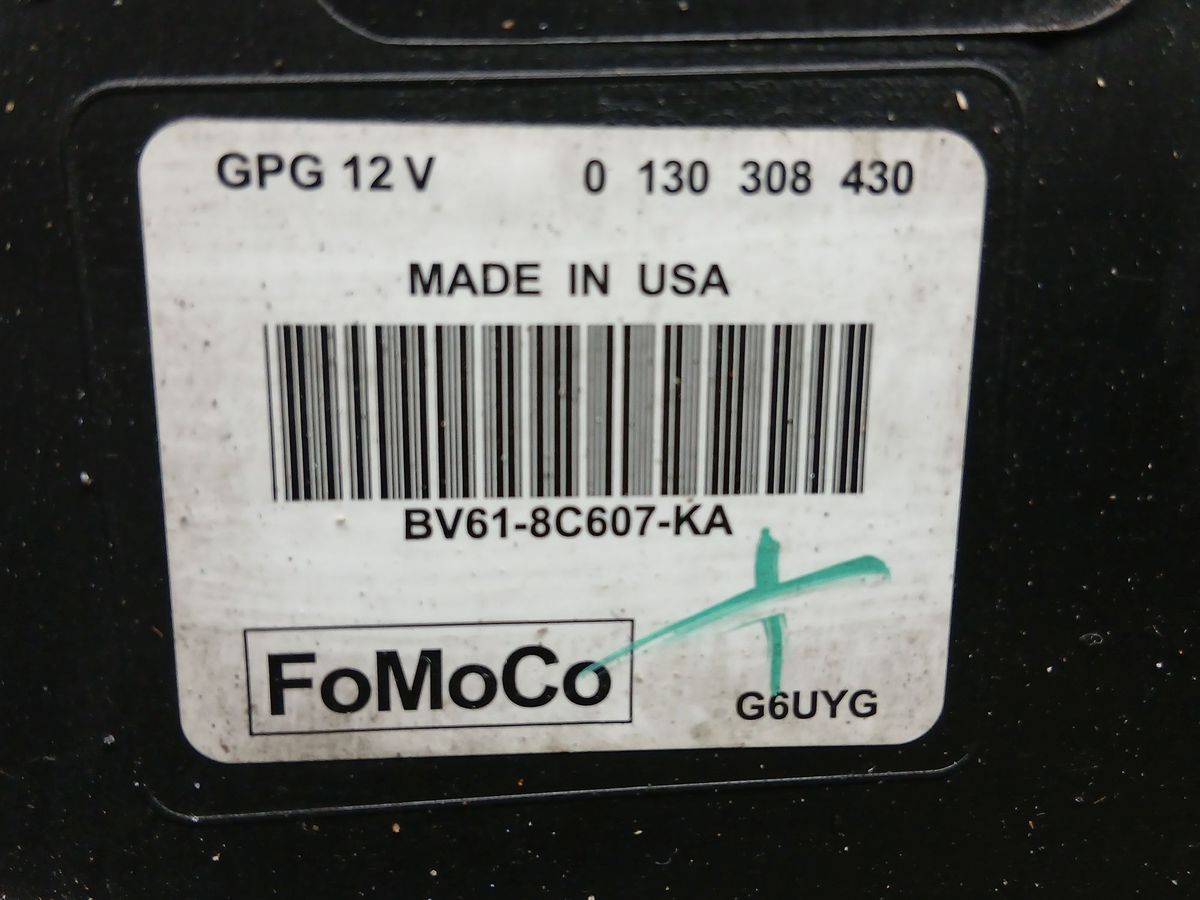 GPG 12 V 0 130 308 430
MADE IN USA
BV61-8C607-KA
FoMoCo
G6UYG